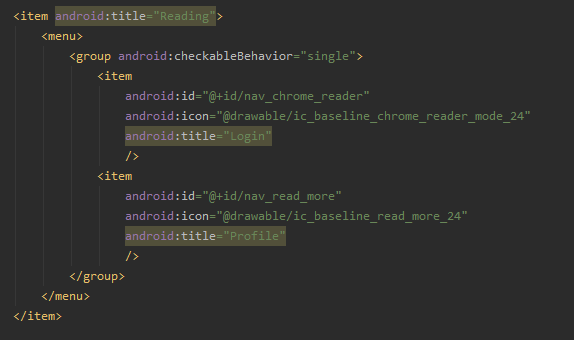 <item android:title="Reading">
    <menu>
        <group android:checkableBehavior="single">
            <item
                android:id="@+id/nav_chrome_reader"
                android:icon="@drawable/ic_baseline_chrome_reader_mode_24"
                android:title="Login"
                />
            <item
                android:id="@+id/nav_read_more"
                android:icon="@drawable/ic_baseline_read_more_24"
                android:title="Profile"
                />
        </group>
    </menu>
</item>